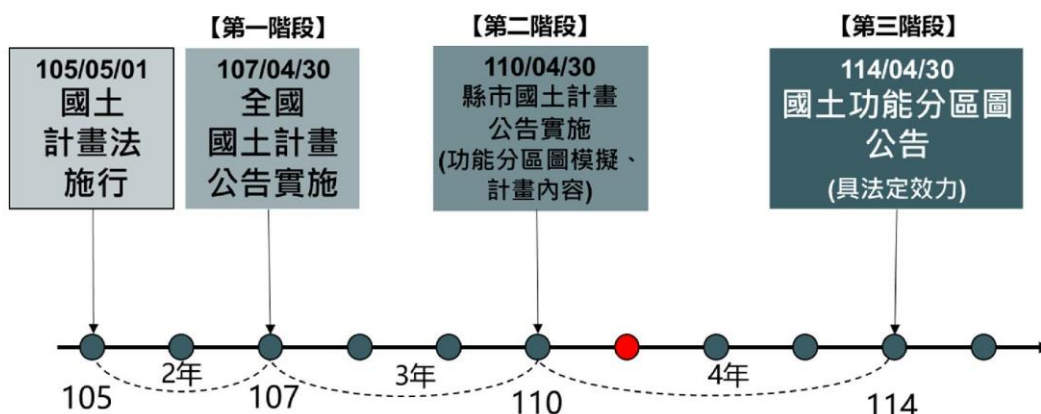 105/05/01
國土
計畫法
施行
【第一階段】
107/04/30
全國
國土計畫
公告實施
【第二階段】
110/04/30
縣市國土計畫
公告實施
(功能分區圖模擬、
計畫內容)
【第三階段】
114/04/30
國土功能分區圖
公告
(具法定效力)
2年
3年
4年
105
107
110
114